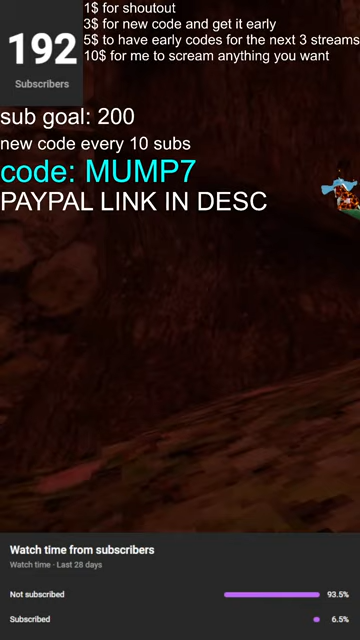 192
Subscribers
1$ for shoutout
3$ for new code and get it early
5$ to have early codes for the next 3 streams
10$ for me to scream anything you want
sub goal: 200
new code every 10 subs
code: MUMP7
PAYPAL LINK IN DESC
Watch time from subscribers
Watch time · Last 28 days
Not subscribed 93.5%
Subscribed 6.5%